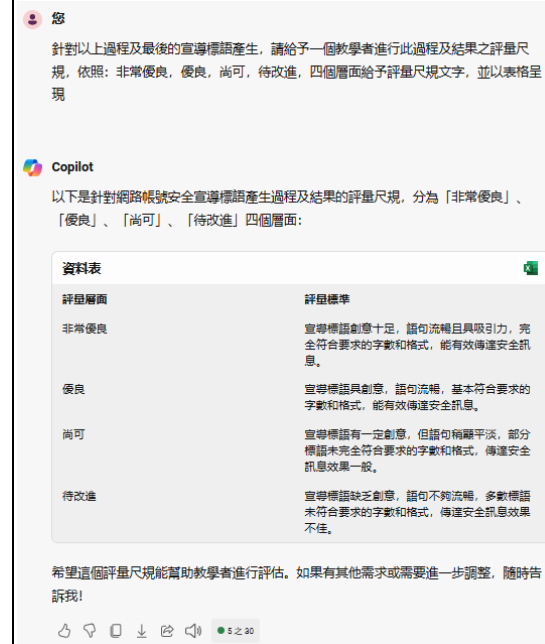 您
針對以上過程及最後的宣導標語產生，請給予一個教學者進行此過程及結果之評量尺
規，依照：非常優良，優良，尚可，待改進，四個層面給予評量尺規文字，並以表格呈
現
Copilot
以下是針對網路帳號安全宣導標語產生過程及結果的評量尺規，分為「非常優良」、
「優良」、「尚可」、「待改進」四個層面：
資料表
評量層面 評量標準
非常優良 宣導標語創意十足，語句流暢且具吸引力，完
全符合要求的字數和格式，能有效傳達安全訊
息。
優良 宣導標語具創意，語句流暢，基本符合要求的
字數和格式，能有效傳達安全訊息。
尚可 宣導標語有一定創意，但語句稍顯平淡，部分
標語未完全符合要求的字數和格式，傳達安全
訊息效果一般。
待改進 宣導標語缺乏創意，語句不夠流暢，多數標語
未符合要求的字數和格式，傳達安全訊息效果
不佳。
希望這個評量尺規能幫助教學者進行評估。如果有其他需求或需要進一步調整，隨時告
訴我！
5 之 30